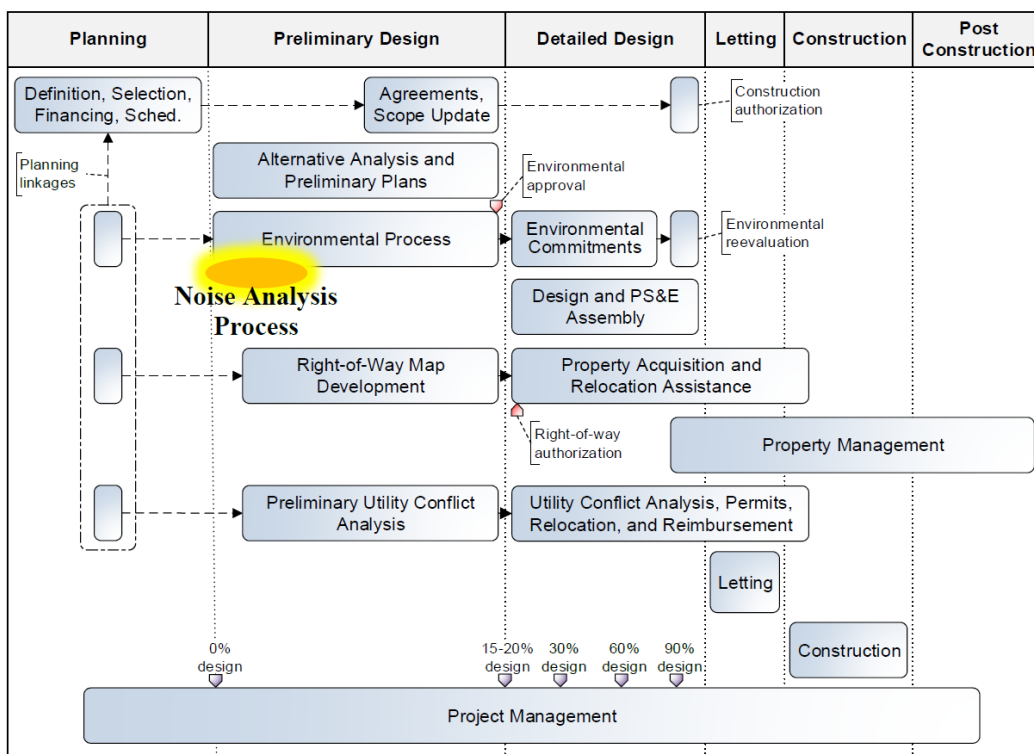 Planning
Preliminary Design
Detailed Design
Letting
Construction
Post
Construction
Definition, Selection,
Financing, Sched.
Agreements,
Scope Update
Construction
authorization
Planning
linkages
Alternative Analysis and
Preliminary Plans
Environmental
approval
Environmental Process
Environmental
Commitments
Environmental
reevaluation
Noise Analysis
Process
Design and PS&E
Assembly
Right-of-Way Map
Development
Property Acquisition and
Relocation Assistance
Right-of-way
authorization
Property Management
Preliminary Utility Conflict
Analysis
Utility Conflict Analysis, Permits,
Relocation, and Reimbursement
Letting
Construction
0%
design
15-20%
design
30%
design
60%
design
90%
design
Project Management